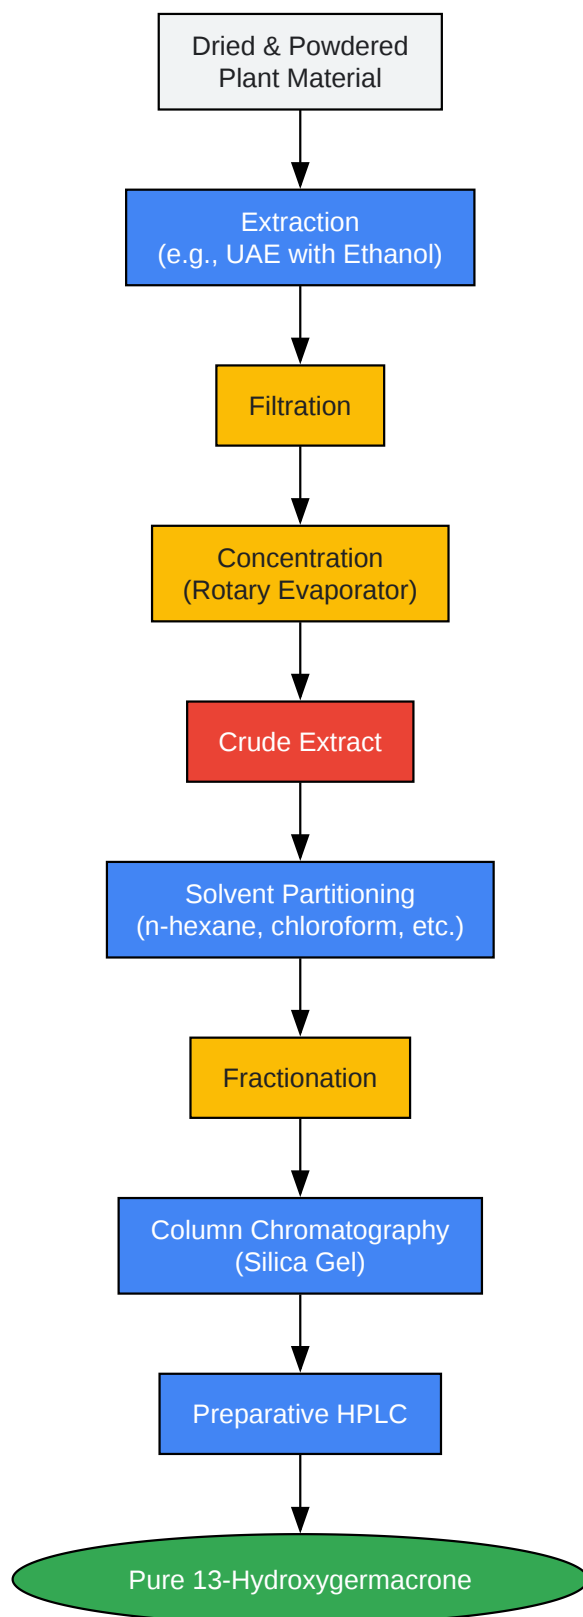 Dried & Powdered
Plant Material
Extraction
(e.g., UAE with Ethanol)
Filtration
Concentration
(Rotary Evaporator)
Crude Extract
Solvent Partitioning
(n-hexane, chloroform, etc.)
Fractionation
Column Chromatography
(Silica Gel)
Preparative HPLC
Pure 13-Hydroxygermacrone